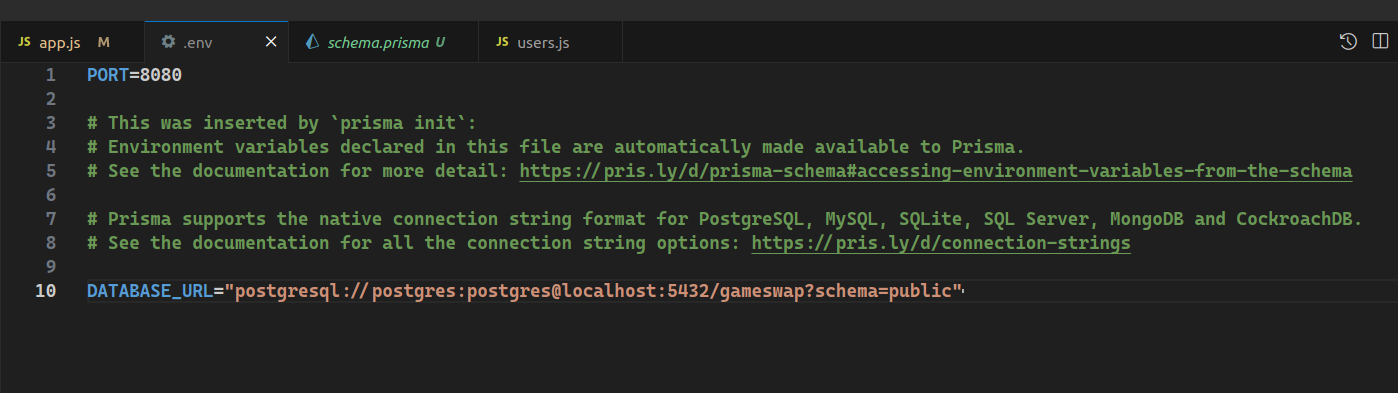 JS app.js M .env × schema.prisma U JS users.js
1 PORT=8080
2
3 # This was inserted by `prisma init`:
4 # Environment variables declared in this file are automatically made available to Prisma.
5 # See the documentation for more detail: https://pris.ly/d/prisma-schema#accessing-environment-variables-from-the-schema
6
7 # Prisma supports the native connection string format for PostgreSQL, MySQL, SQLite, SQL Server, MongoDB and CockroachDB.
8 # See the documentation for all the connection string options: https://pris.ly/d/connection-strings
9
10 DATABASE_URL="postgresql://postgres:postgres@localhost:5432/gameswap?schema=public"